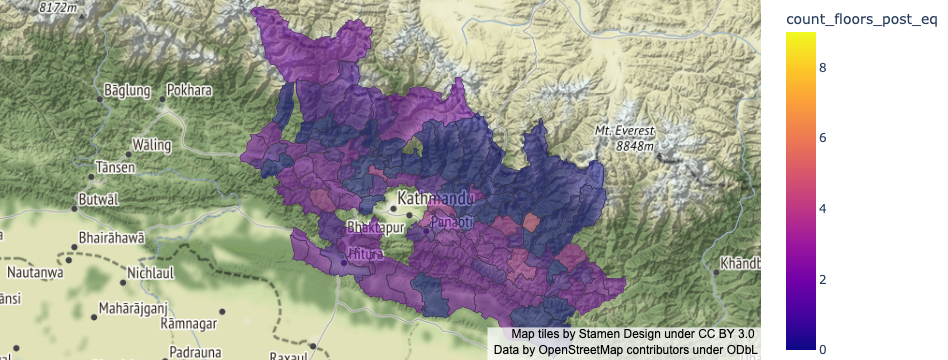 8172m
Bāglung
Pokhara
Wāling
Tānsen
Butwāl
Bhairāhawā
Nautanwa
Nichlaul
Mahārājganj
Rāmnagar
Padrauna
Raxaul
Mt. Everest
8848m
Kathmandu
Bhaktapur
Panaoti
Hitura
Khāndb
Map tiles by Stamen Design under CC BY 3.0
Data by OpenStreetMap contributors under ODbL
count_floors_post_eq
8
6
4
2
0